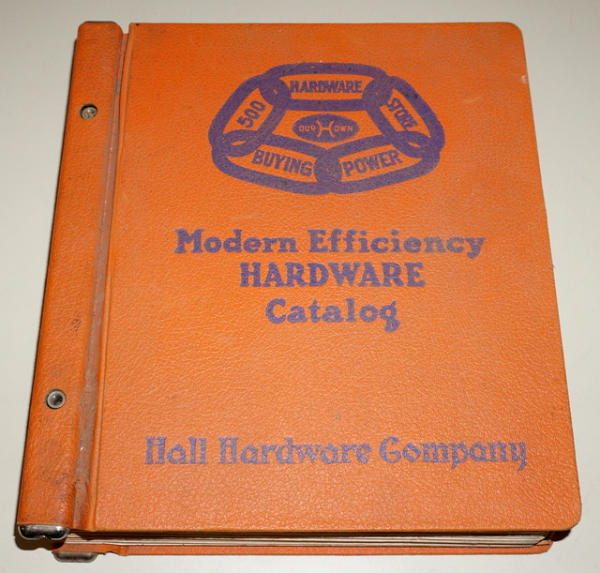 HARDWARE
500 STORE
OUR H OWN
BUYING POWER
Modern Efficiency
HARDWARE
Catalog
Hall Hardware Company